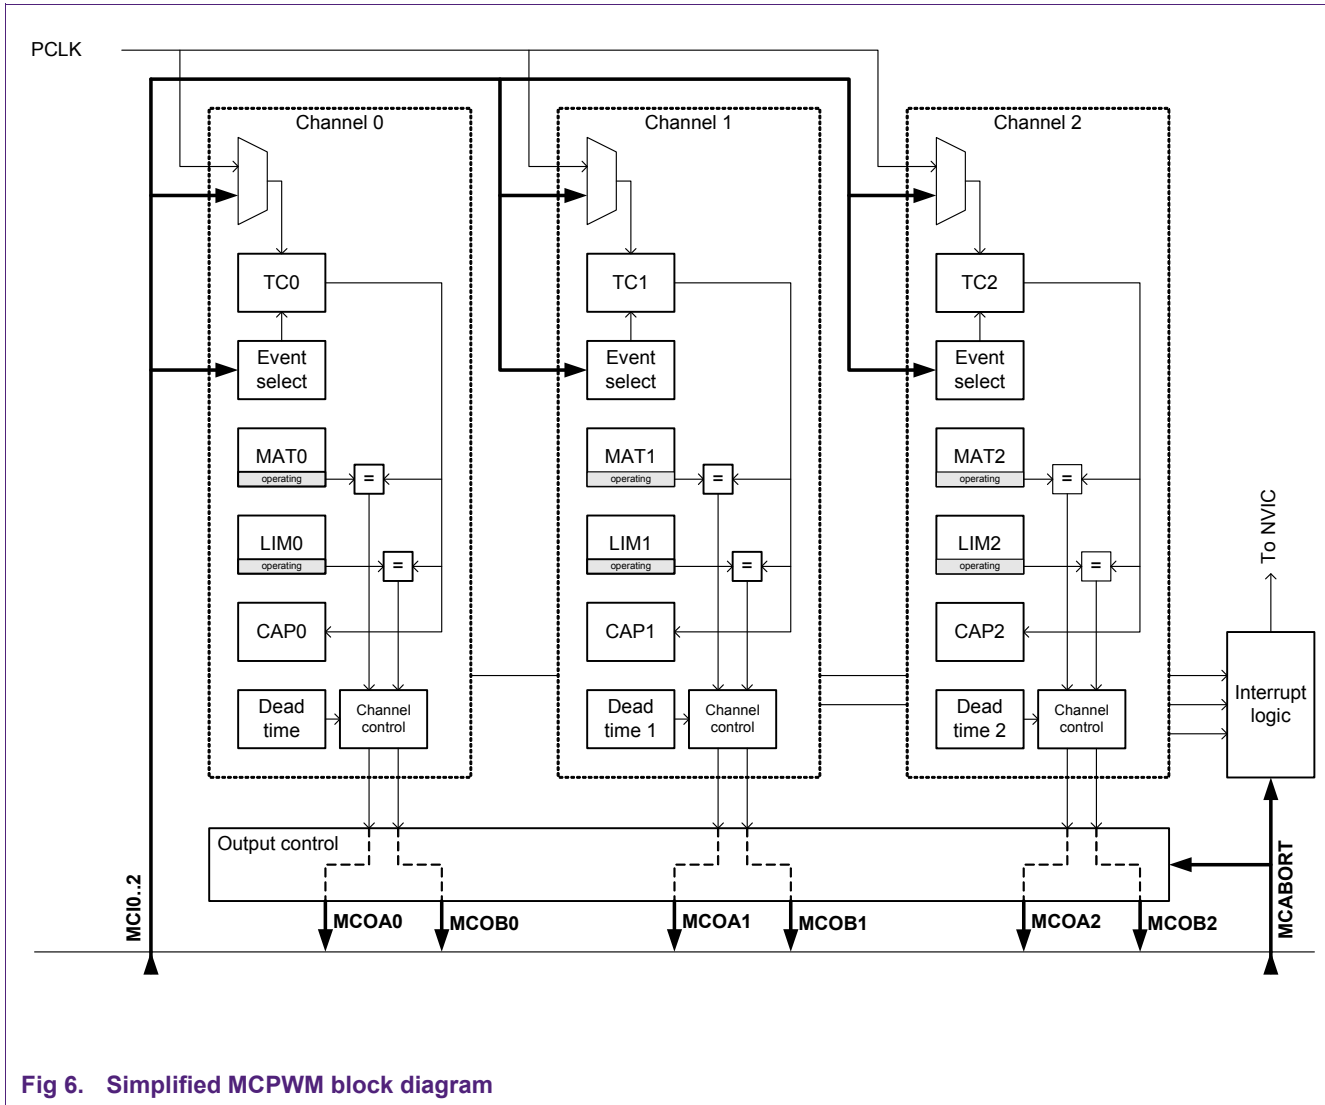 PCLK
Channel 0
Channel 1
Channel 2
TC0
TC1
TC2
Event
select
Event
select
Event
select
MAT0
operating
=
MAT1
operating
=
MAT2
operating
=
LIM0
operating
=
LIM1
operating
=
LIM2
operating
=
To NVIC
CAP0
CAP1
CAP2
Dead
time
Channel
control
Dead
time 1
Channel
control
Dead
time 2
Channel
control
Interrupt
logic
Output control
MCI0..2
MCOA0
MCOB0
MCOA1
MCOB1
MCOA2
MCOB2
MCABORT
Fig 6. Simplified MCPWM block diagram